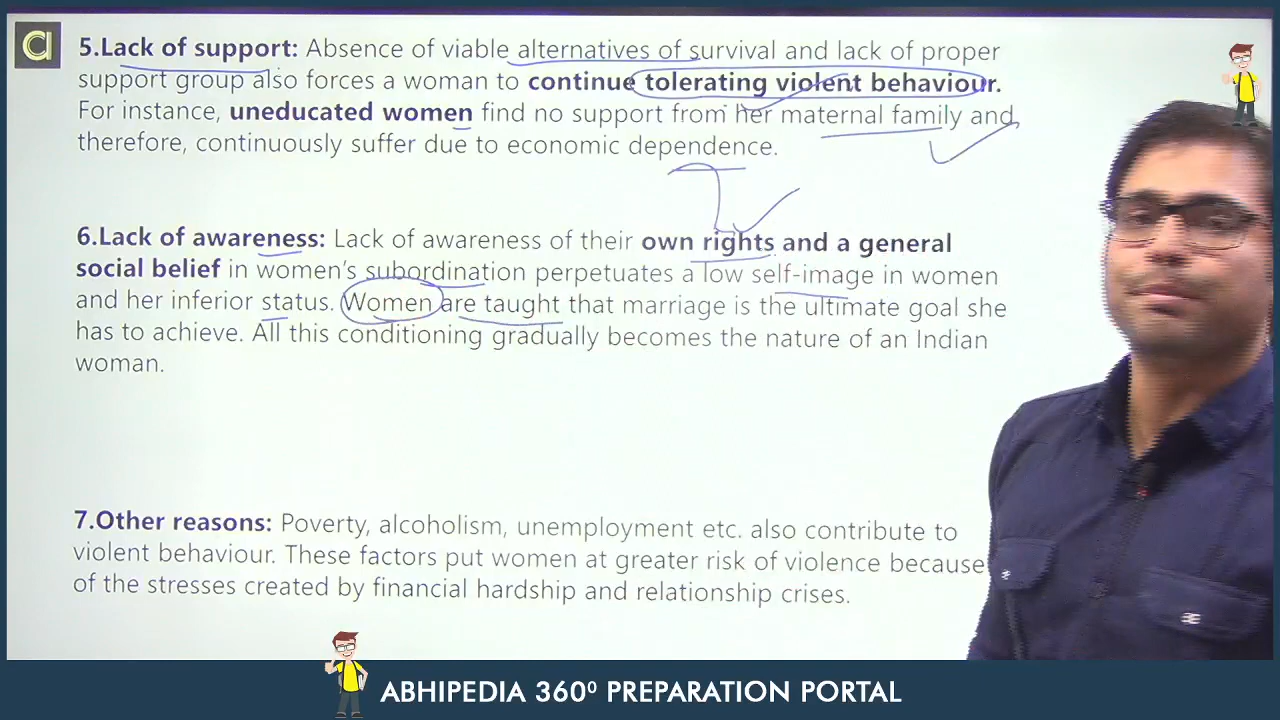 a
5.Lack of support: Absence of viable alternatives of survival and lack of proper
support group also forces a woman to continue tolerating violent behaviour.
For instance, uneducated women find no support from her maternal family and
therefore, continuously suffer due to economic dependence.
6.Lack of awareness: Lack of awareness of their own rights and a general
social belief in women's subordination perpetuates a low self-image in women
and her inferior status. Women are taught that marriage is the ultimate goal she
has to achieve. All this conditioning gradually becomes the nature of an Indian
woman.
7.Other reasons: Poverty, alcoholism, unemployment etc. also contribute to
violent behaviour. These factors put women at greater risk of violence because
of the stresses created by financial hardship and relationship crises.
ABHIPEDIA 360⁰ PREPARATION PORTAL